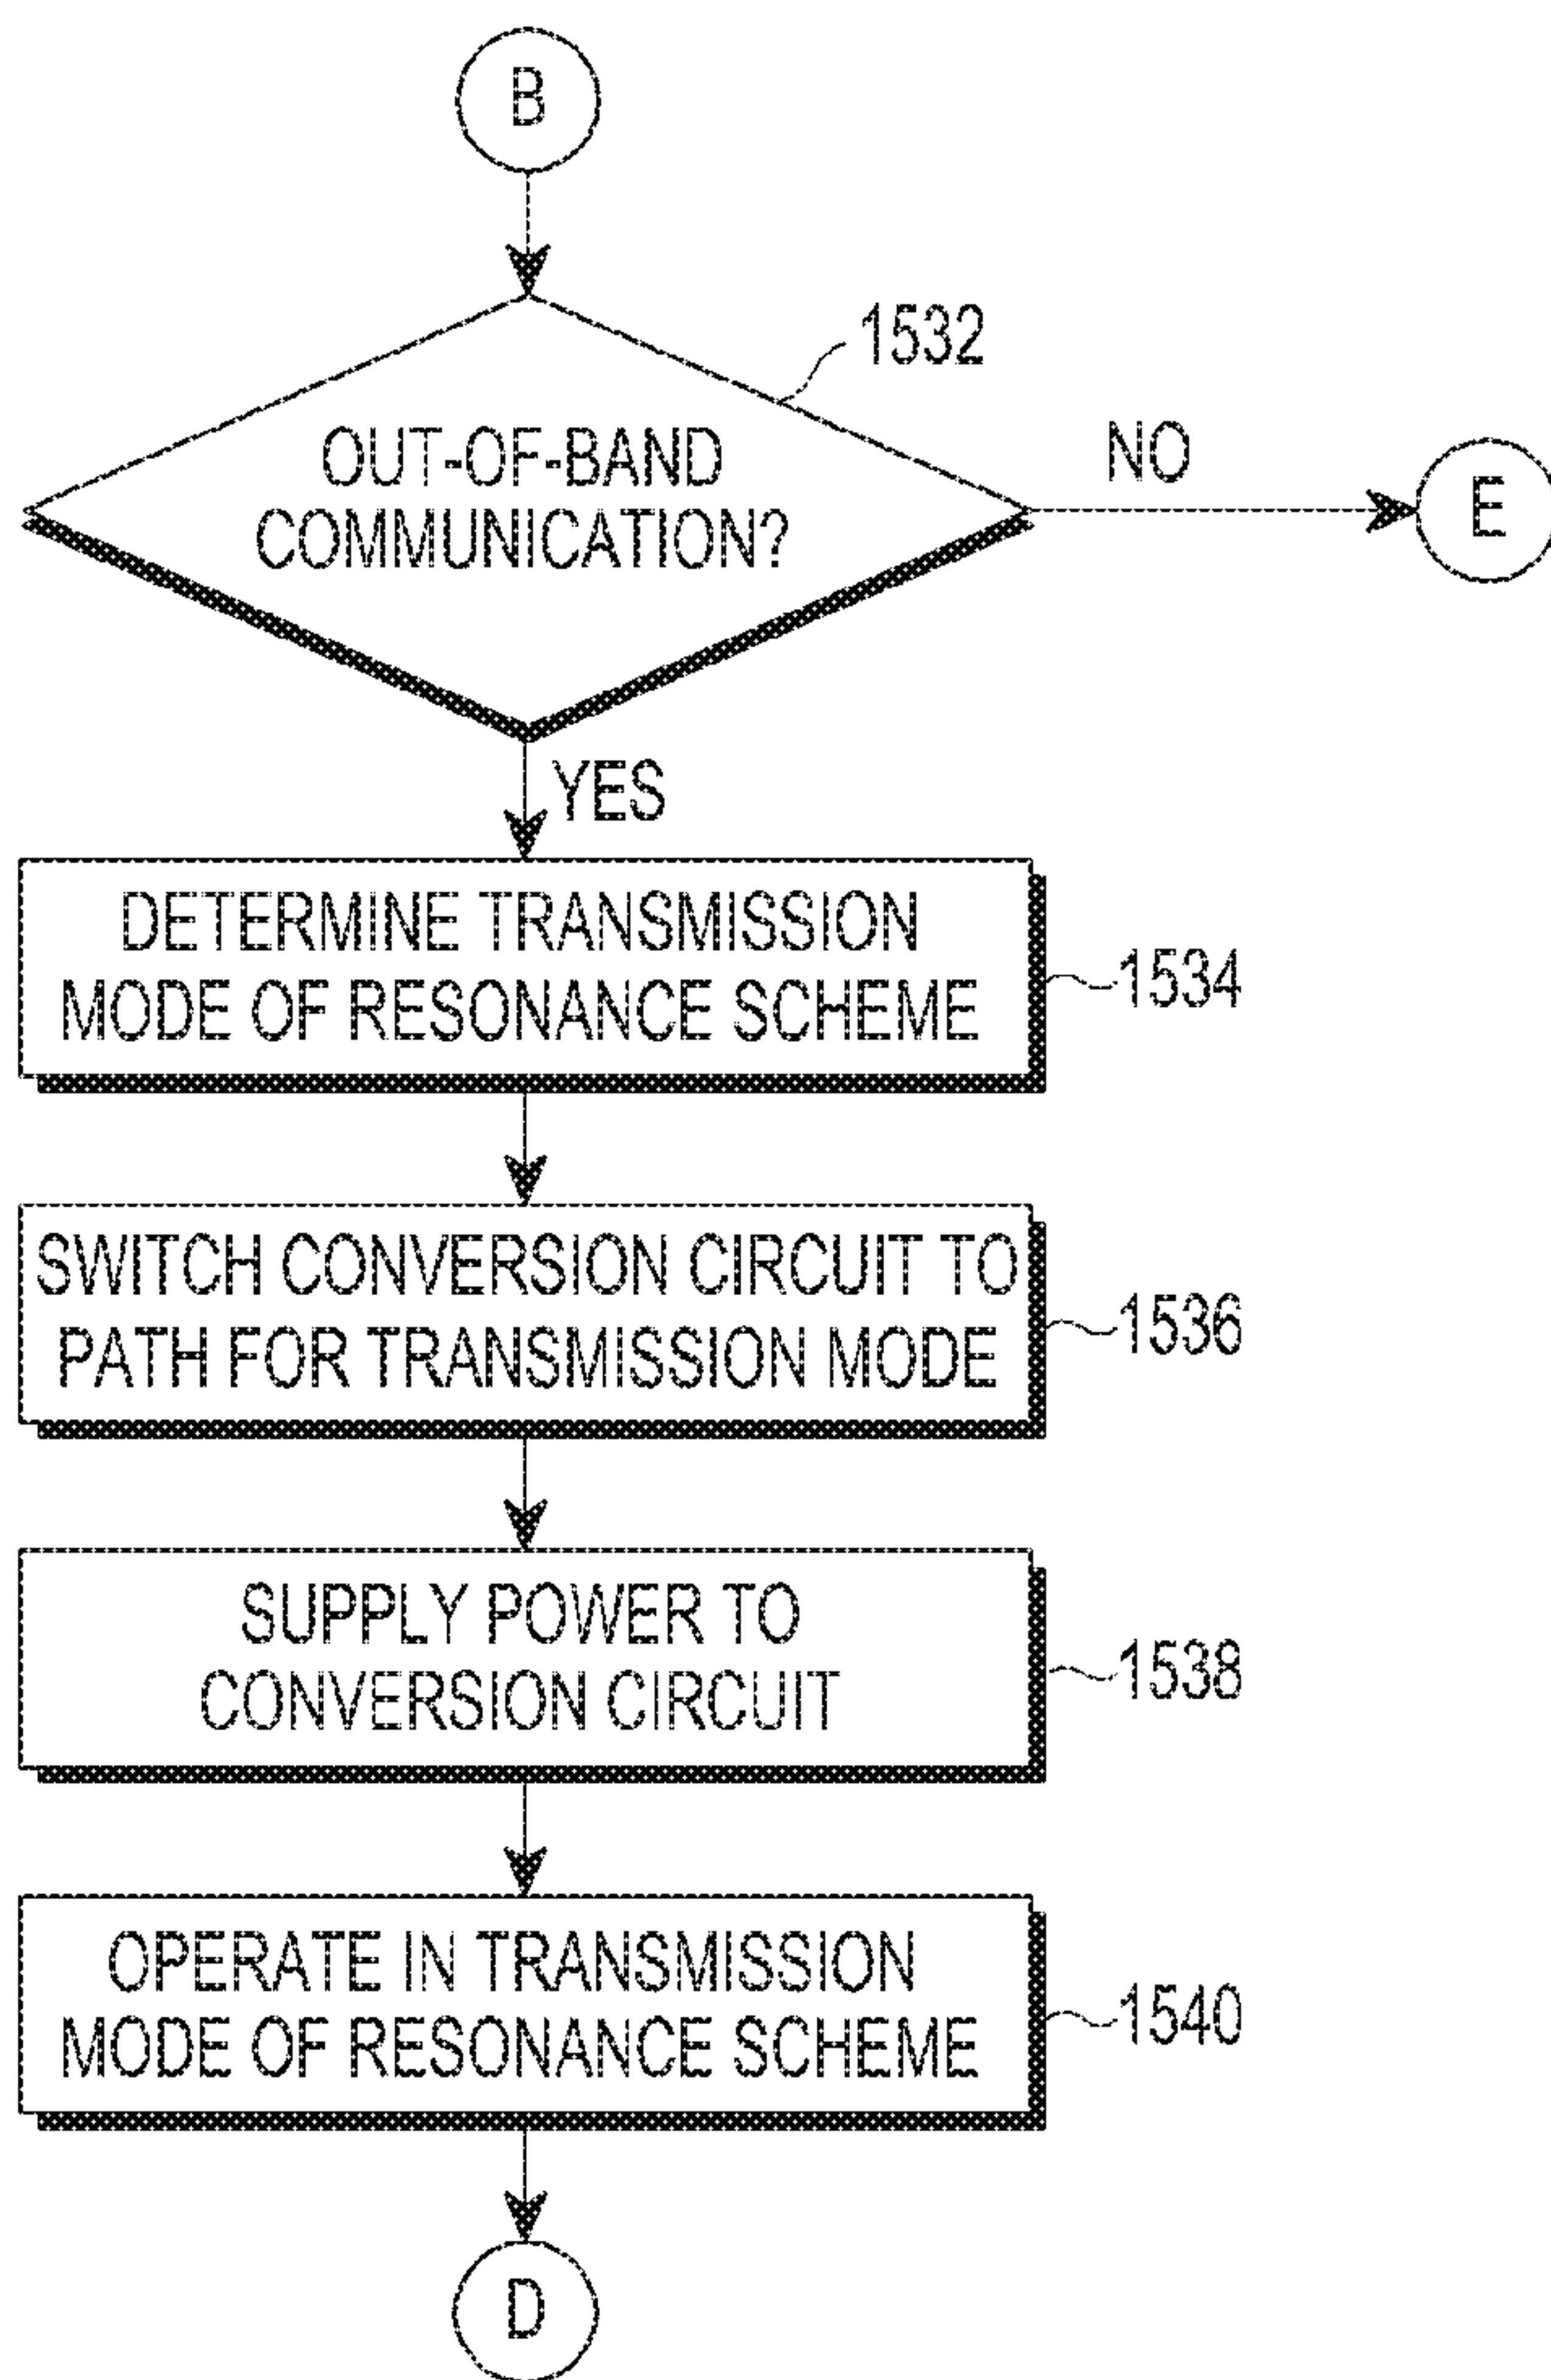 B
1532
OUT-OF-BAND
COMMUNICATION?
NO
E
YES
DETERMINE TRANSMISSION
MODE OF RESONANCE SCHEME
1534
SWITCH CONVERSION CIRCUIT TO
PATH FOR TRANSMISSION MODE
1536
SUPPLY POWER TO
CONVERSION CIRCUIT
1538
OPERATE IN TRANSMISSION
MODE OF RESONANCE SCHEME
1540
D